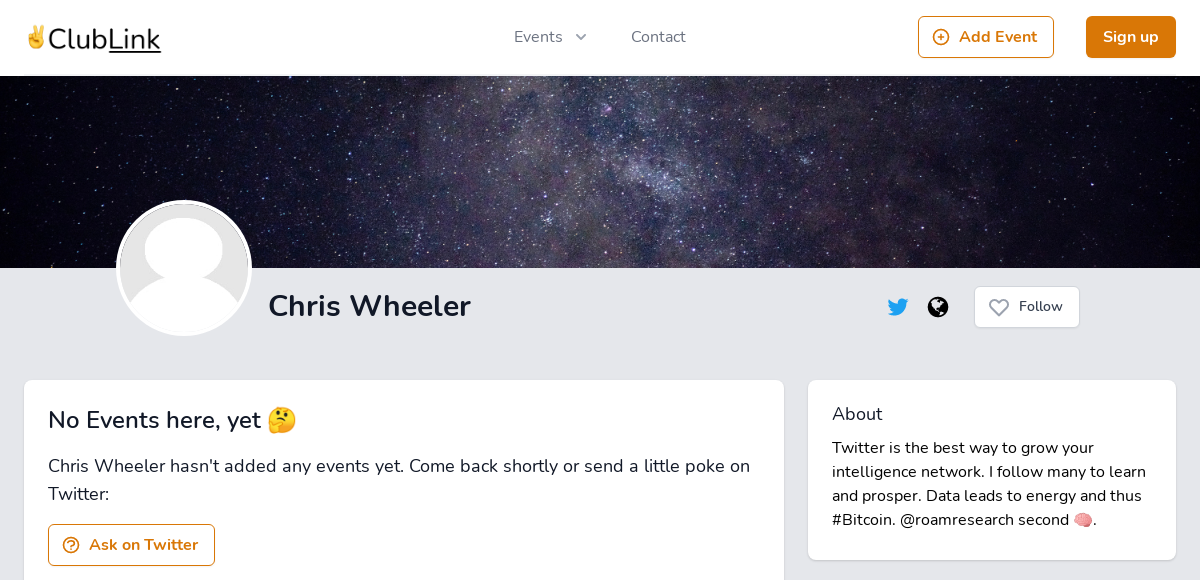 ✌️ClubLink
Events
Contact
Add Event
Sign up
Chris Wheeler
Follow
No Events here, yet 🤔
Chris Wheeler hasn't added any events yet. Come back shortly or send a little poke on
Twitter:
Ask on Twitter
About
Twitter is the best way to grow your
intelligence network. I follow many to learn
and prosper. Data leads to energy and thus
#Bitcoin. @roamresearch second 🧠.